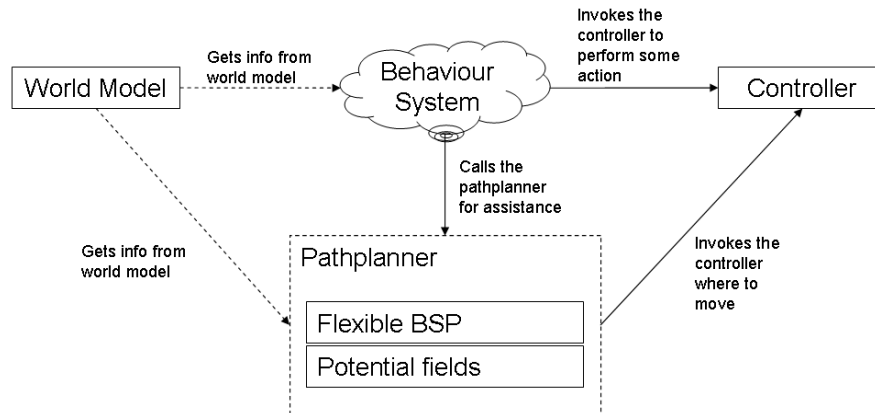 Invokes the
controller to
perform some
action
Gets info from
world model
Behaviour
System
World Model
Controller
Calls the
pathplanner
for assistance
Gets info from
world model
Pathplanner
Invokes the
controller
where to
move
Flexible BSP
Potential fields